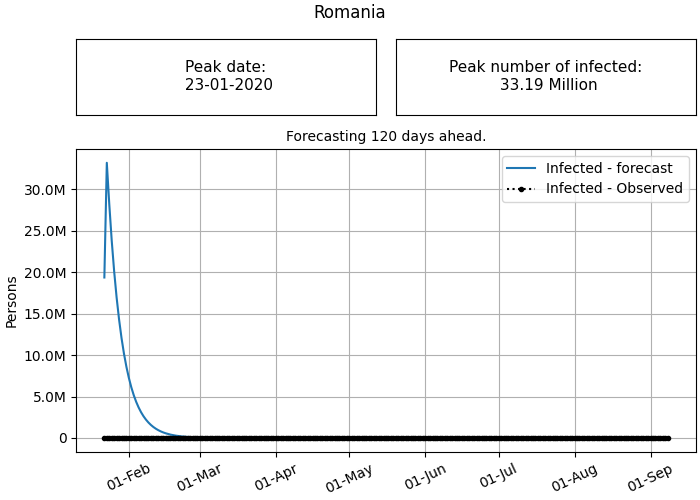 Romania
Peak date:
23-01-2020
Peak number of infected:
33.19 Million
Forecasting 120 days ahead.
Infected - forecast
Infected - Observed
30.0M
25.0M
20.0M
15.0M
10.0M
5.0M
0
Persons
01-Feb
01-Mar
01-Apr
01-May
01-Jun
01-Jul
01-Aug
01-Sep